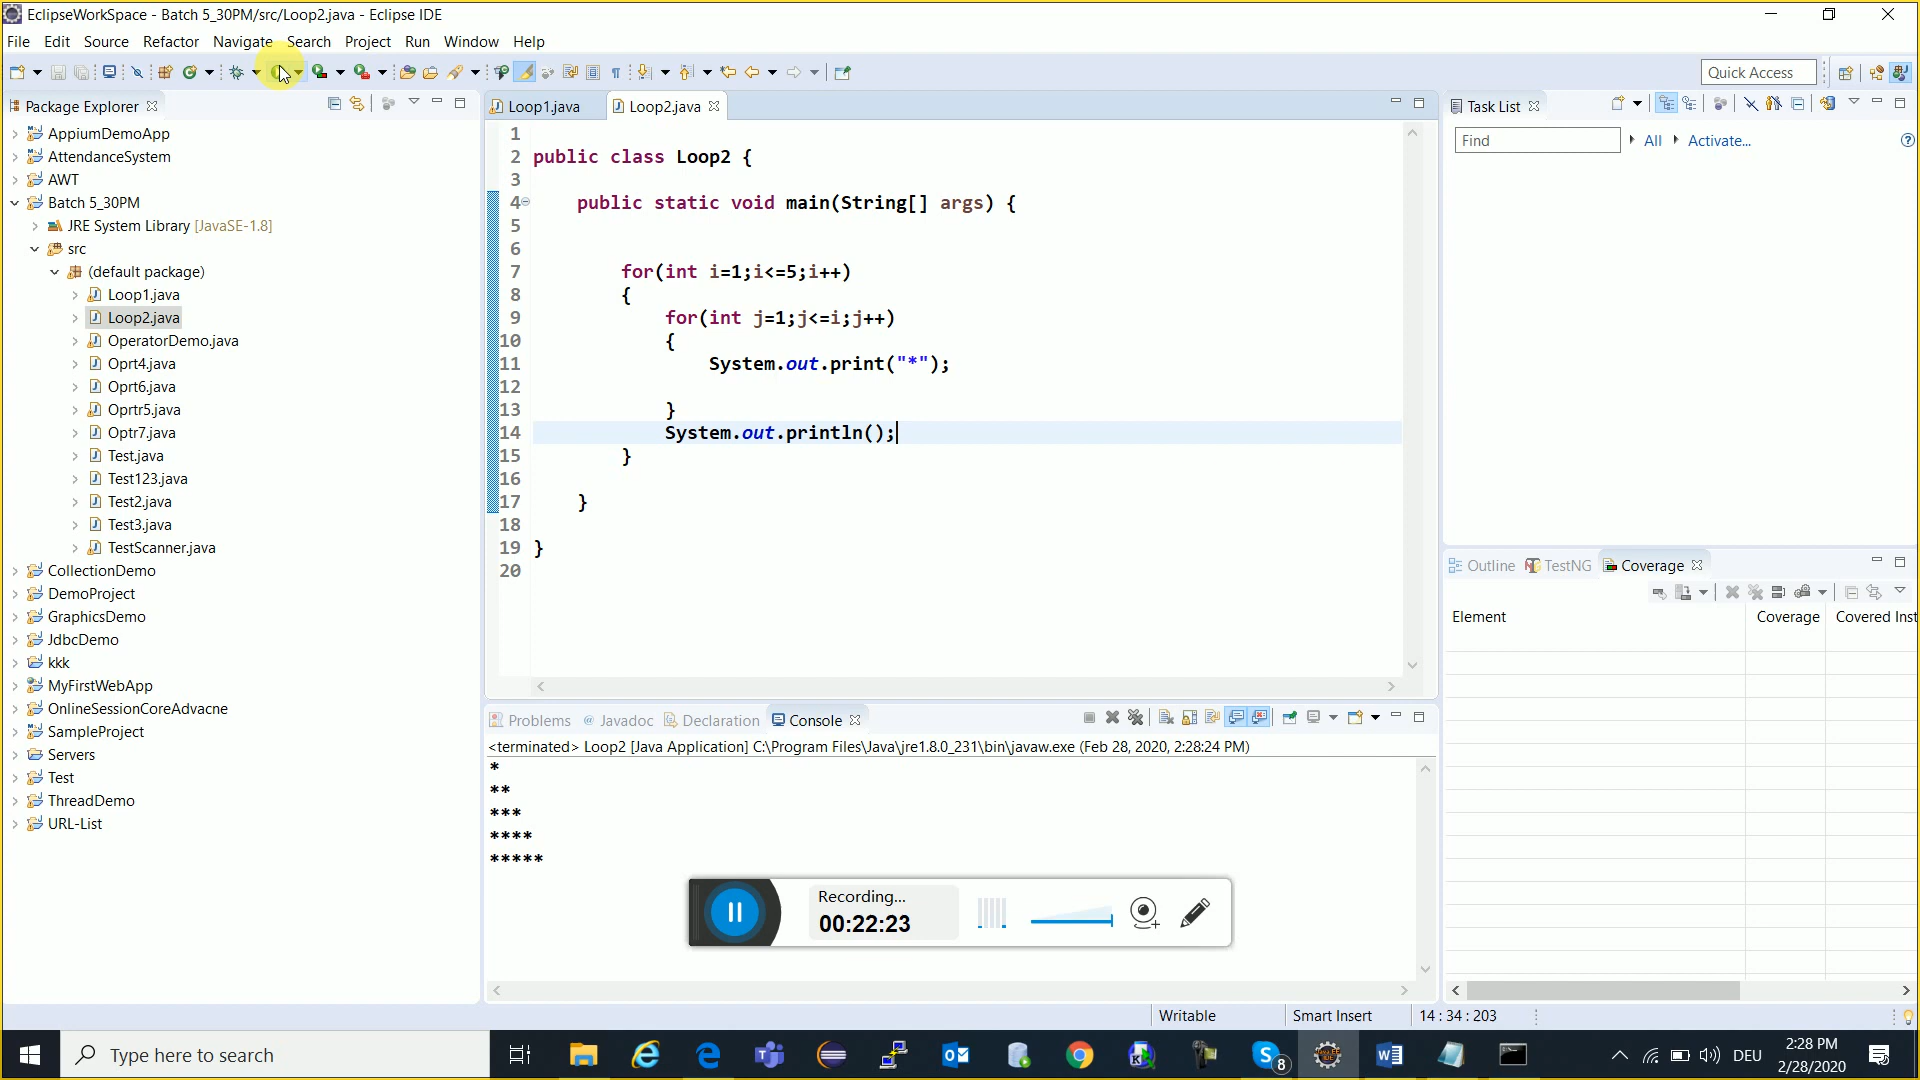 EclipseWorkSpace - Batch 5_30PM/src/Loop2.java - Eclipse IDE
File Edit Source Refactor Navigate Search Project Run Window Help
Quick Access
Package Explorer
AppiumDemoApp
AttendanceSystem
AWT
Batch 5_30PM
JRE System Library [JavaSE-1.8]
src
(default package)
Loop1.java
Loop2.java
OperatorDemo.java
Oprt4.java
Oprt6.java
Oprtr5.java
Optr7.java
Test.java
Test123.java
Test2.java
Test3.java
TestScanner.java
CollectionDemo
DemoProject
GraphicsDemo
JdbcDemo
kkk
MyFirstWebApp
OnlineSessionCoreAdvacne
SampleProject
Servers
Test
ThreadDemo
URL-List
Loop1.java Loop2.java
1
2 public class Loop2 {
3
4 public static void main(String[] args) {
5
6
7 for(int i=1;i<=5;i++)
8 {
9 for(int j=1;j<=i;j++)
10 {
11 System.out.print("*");
12
13 }
14 System.out.println();
15 }
16
17 }
18
19 }
20
Problems @ Javadoc Declaration Console
<terminated> Loop2 [Java Application] C:\Program Files\Java\jre1.8.0_231\bin\javaw.exe (Feb 28, 2020, 2:28:24 PM)
*
**
***
****
*****
Recording...
00:22:23
Task List
Find All Activate...
Outline TestNG Coverage
Element Coverage Covered Inst
Writable Smart Insert 14 : 34 : 203
Type here to search
8
DEU
2:28 PM
2/28/2020